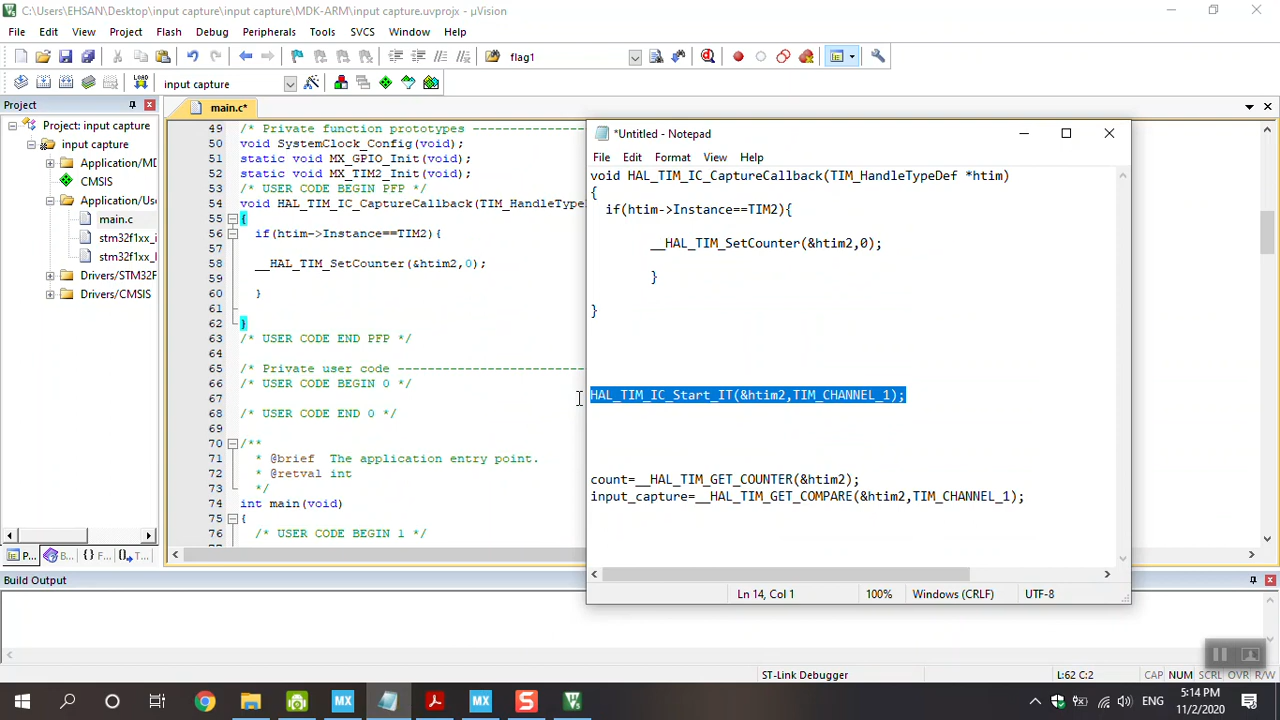 C:\Users\EHSAN\Desktop\input capture\MDK-ARM\input capture.uvprojx - µVision
File Edit View Project Flash Debug Peripherals Tools SVCS Window Help
flag1
LOAD
input capture
Project
Project: input capture
input capture
Application/MD
CMSIS
Application/Use
main.c
stm32f1xx_i
Drivers/STM32F
Drivers/CMSIS
P...
B...
{} F...
T...
main.c*
49 /* Private function prototypes
50 void SystemClock_Config(void);
51 static void MX_GPIO_Init(void);
52 static void MX_TIM2_Init(void);
53 /* USER CODE BEGIN PFP */
54 void HAL_TIM_IC_CaptureCallback(TIM_HandleType
55 {
56 if(htim->Instance==TIM2){
57
58 __HAL_TIM_SetCounter(&htim2,0);
59
60 }
61
62 }
63 /* USER CODE END PFP */
64
65 /* Private user code
66 /* USER CODE BEGIN 0 */
67
68 /* USER CODE END 0 */
69
70 /**
71 * @brief The application entry point.
72 * @retval int
73 */
74 int main(void)
75 {
76 /* USER CODE BEGIN 1 */
*Untitled - Notepad
File Edit Format View Help
void HAL_TIM_IC_CaptureCallback(TIM_HandleTypeDef *htim)
{
if(htim->Instance==TIM2){
__HAL_TIM_SetCounter(&htim2,0);
}
}
HAL_TIM_IC_Start_IT(&htim2,TIM_CHANNEL_1);
count=__HAL_TIM_GET_COUNTER(&htim2);
input_capture=__HAL_TIM_GET_COMPARE(&htim2,TIM_CHANNEL_1);
Ln 14, Col 1 100% Windows (CRLF) UTF-8
Build Output
ST-Link Debugger L:62 C:2 CAP NUM SCRL OVR R/W
MX
MX
S
ENG
5:14 PM
11/2/2020